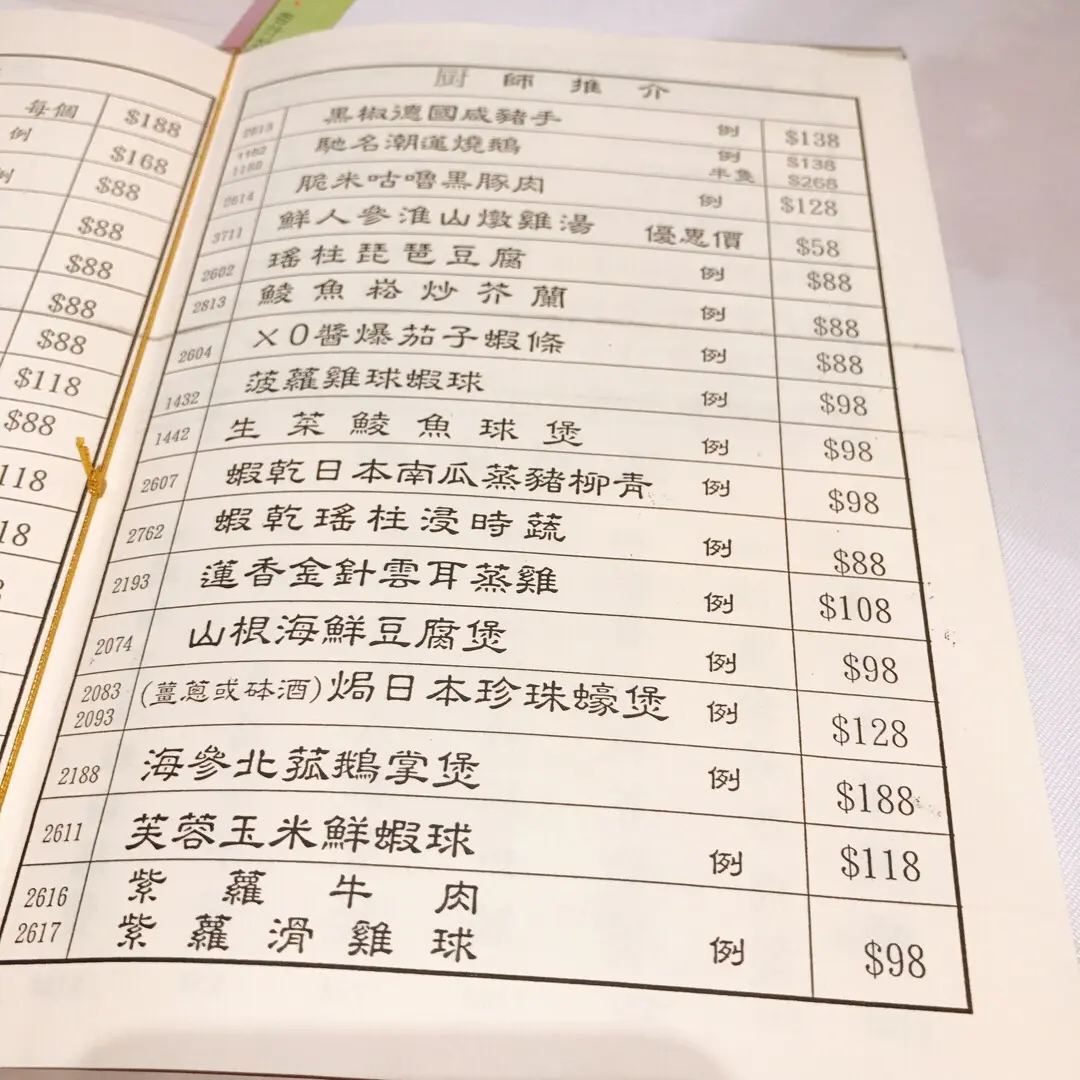 每個 $188
例 $168
例 $88
$88
$88
$88
$88
$118
$88
118
18
廚師推介
2613 黑椒德國咸豬手 例 $138
1182 馳名潮蓮燒鵝 例 $138
1180 半隻 $268
2614 脆米咕嚕黑豚肉 例 $128
3711 鮮人參淮山燉雞湯 優惠價 $58
2602 瑤柱琵琶豆腐 例 $88
2813 鯪魚崧炒芥蘭 例 $88
2604 XO醬爆茄子蝦條 例 $88
1432 菠蘿雞球蝦球 例 $98
1442 生菜鯪魚球煲 例 $98
2607 蝦乾日本南瓜蒸豬柳青 例 $98
2762 蝦乾瑤柱浸時蔬 例 $88
2193 蓮香金針雲耳蒸雞 例 $108
2074 山根海鮮豆腐煲 例 $98
2083 (薑蔥或砵酒)焗日本珍珠蠔煲 例 $128
2093
2188 海參北菰鵝掌煲 例 $188
2611 芙蓉玉米鮮蝦球 例 $118
2616 紫蘿牛肉
2617 紫蘿滑雞球 例 $98